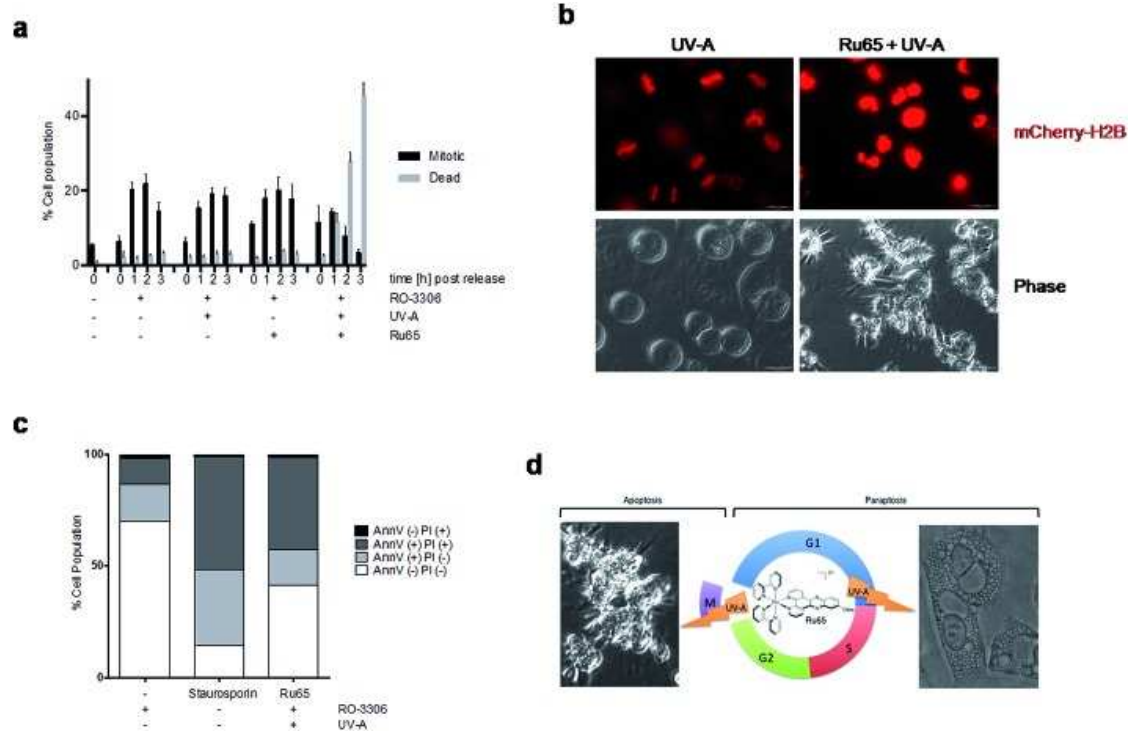 a
% Cell population
40
20
0
Mitotic
Dead
0 0 1 2 3 0 1 2 3 0 1 2 3 0 1 2 3 time [h] post release
- + + + + RO-3306
- - + - + UV-A
- - - + + Ru65
b
UV-A Ru65 + UV-A
mCherry-H2B
Phase
c
% Cell Population
100
50
0
AnnV (-) PI (+)
AnnV (+) PI (+)
AnnV (+) PI (-)
AnnV (-) PI (-)
- Staurosporin Ru65
+ - + RO-3306
- - + UV-A
d
Apoptosis Paraptosis
G1
M UV-A UV-A
Ru65
G2 S